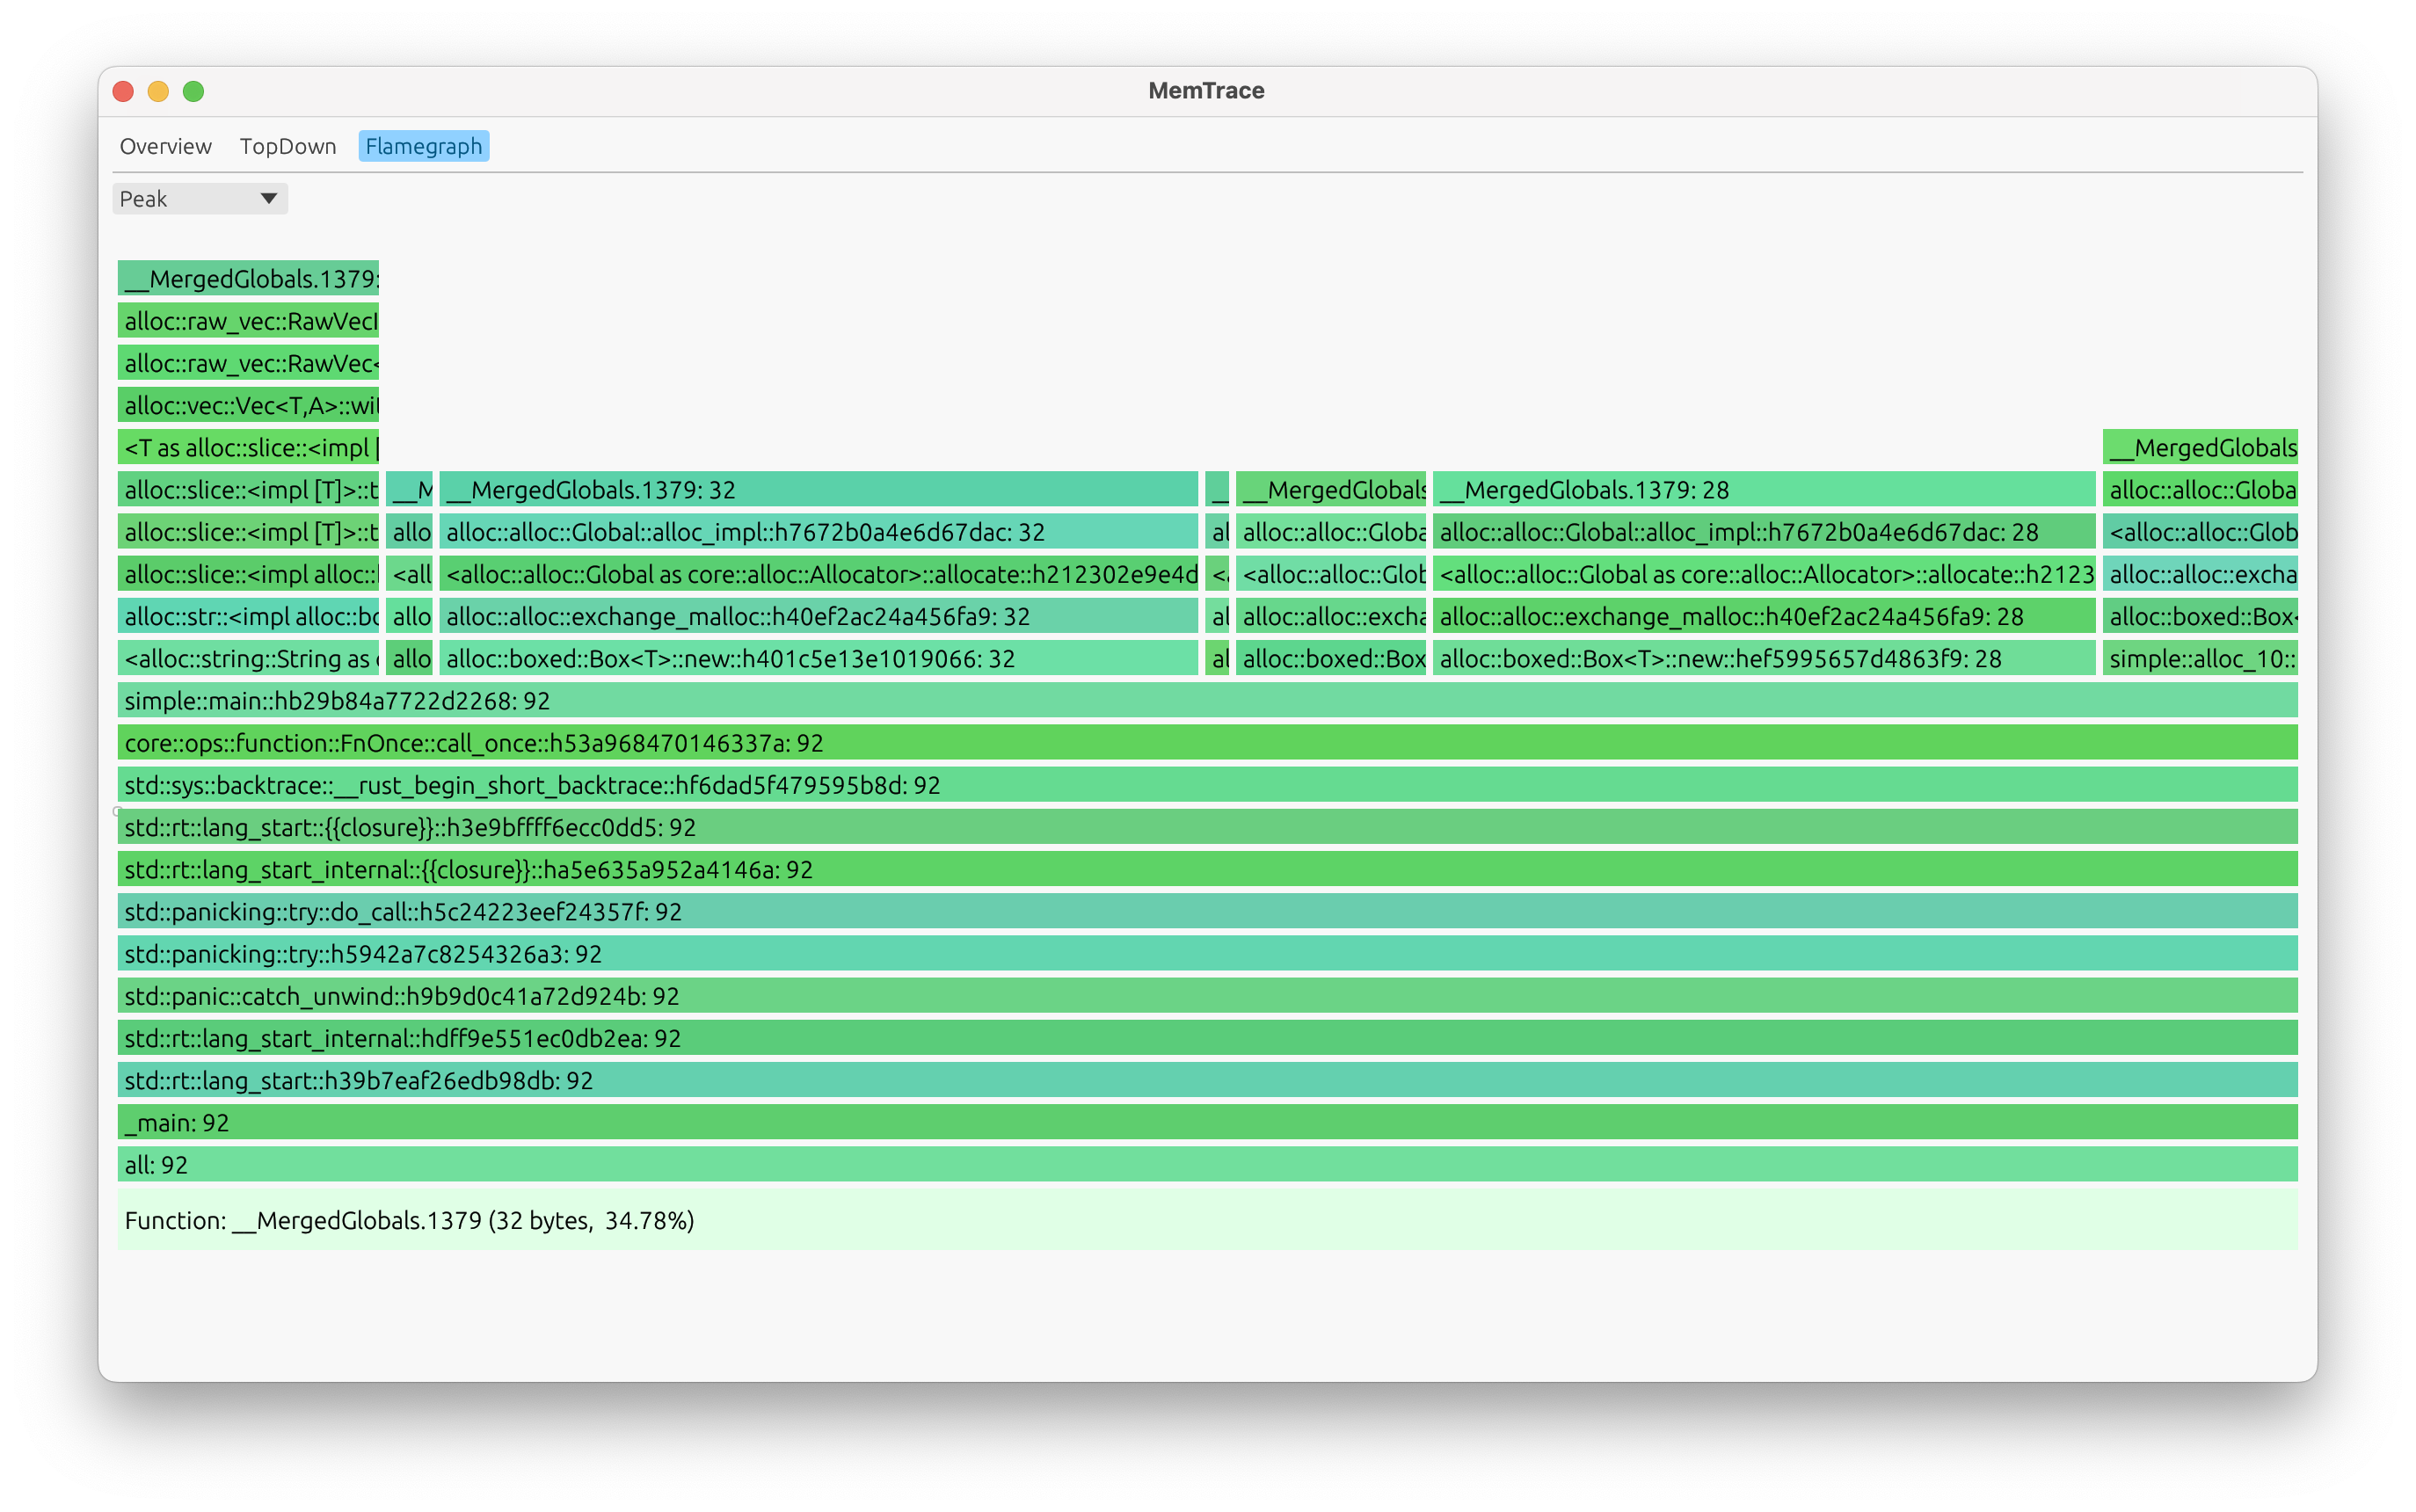 MemTrace
Overview TopDown Flamegraph
Peak
__MergedGlobals.1379:
alloc::raw_vec::RawVecI
alloc::raw_vec::RawVec<
alloc::vec::Vec<T,A>::wit
<T as alloc::slice::<impl [ __MergedGlobals
alloc::slice::<impl [T]>::t __M __MergedGlobals.1379: 32 __ __MergedGlobals __MergedGlobals.1379: 28 alloc::alloc::Globa
alloc::slice::<impl [T]>::t allo alloc::alloc::Global::alloc_impl::h7672b0a4e6d67dac: 32 al alloc::alloc::Globa alloc::alloc::Global::alloc_impl::h7672b0a4e6d67dac: 28 <alloc::alloc::Glob
alloc::slice::<impl alloc:: <all <alloc::alloc::Global as core::alloc::Allocator>::allocate::h212302e9e4d <alloc::alloc::Glob <alloc::alloc::Global as core::alloc::Allocator>::allocate::h2123 alloc::alloc::excha
alloc::str::<impl alloc::bo allo alloc::alloc::exchange_malloc::h40ef2ac24a456fa9: 32 al alloc::alloc::excha alloc::alloc::exchange_malloc::h40ef2ac24a456fa9: 28 alloc::boxed::Box<
<alloc::string::String as allo alloc::boxed::Box<T>::new::h401c5e13e1019066: 32 al alloc::boxed::Box alloc::boxed::Box<T>::new::hef5995657d4863f9: 28 simple::alloc_10::
simple::main::hb29b84a7722d2268: 92
core::ops::function::FnOnce::call_once::h53a968470146337a: 92
std::sys::backtrace::__rust_begin_short_backtrace::hf6dad5f479595b8d: 92
std::rt::lang_start::{{closure}}::h3e9bffff6ecc0dd5: 92
std::rt::lang_start_internal::{{closure}}::ha5e635a952a4146a: 92
std::panicking::try::do_call::h5c24223eef24357f: 92
std::panicking::try::h5942a7c8254326a3: 92
std::panic::catch_unwind::h9b9d0c41a72d924b: 92
std::rt::lang_start_internal::hdff9e551ec0db2ea: 92
std::rt::lang_start::h39b7eaf26edb98db: 92
_main: 92
all: 92
Function: __MergedGlobals.1379 (32 bytes, 34.78%)